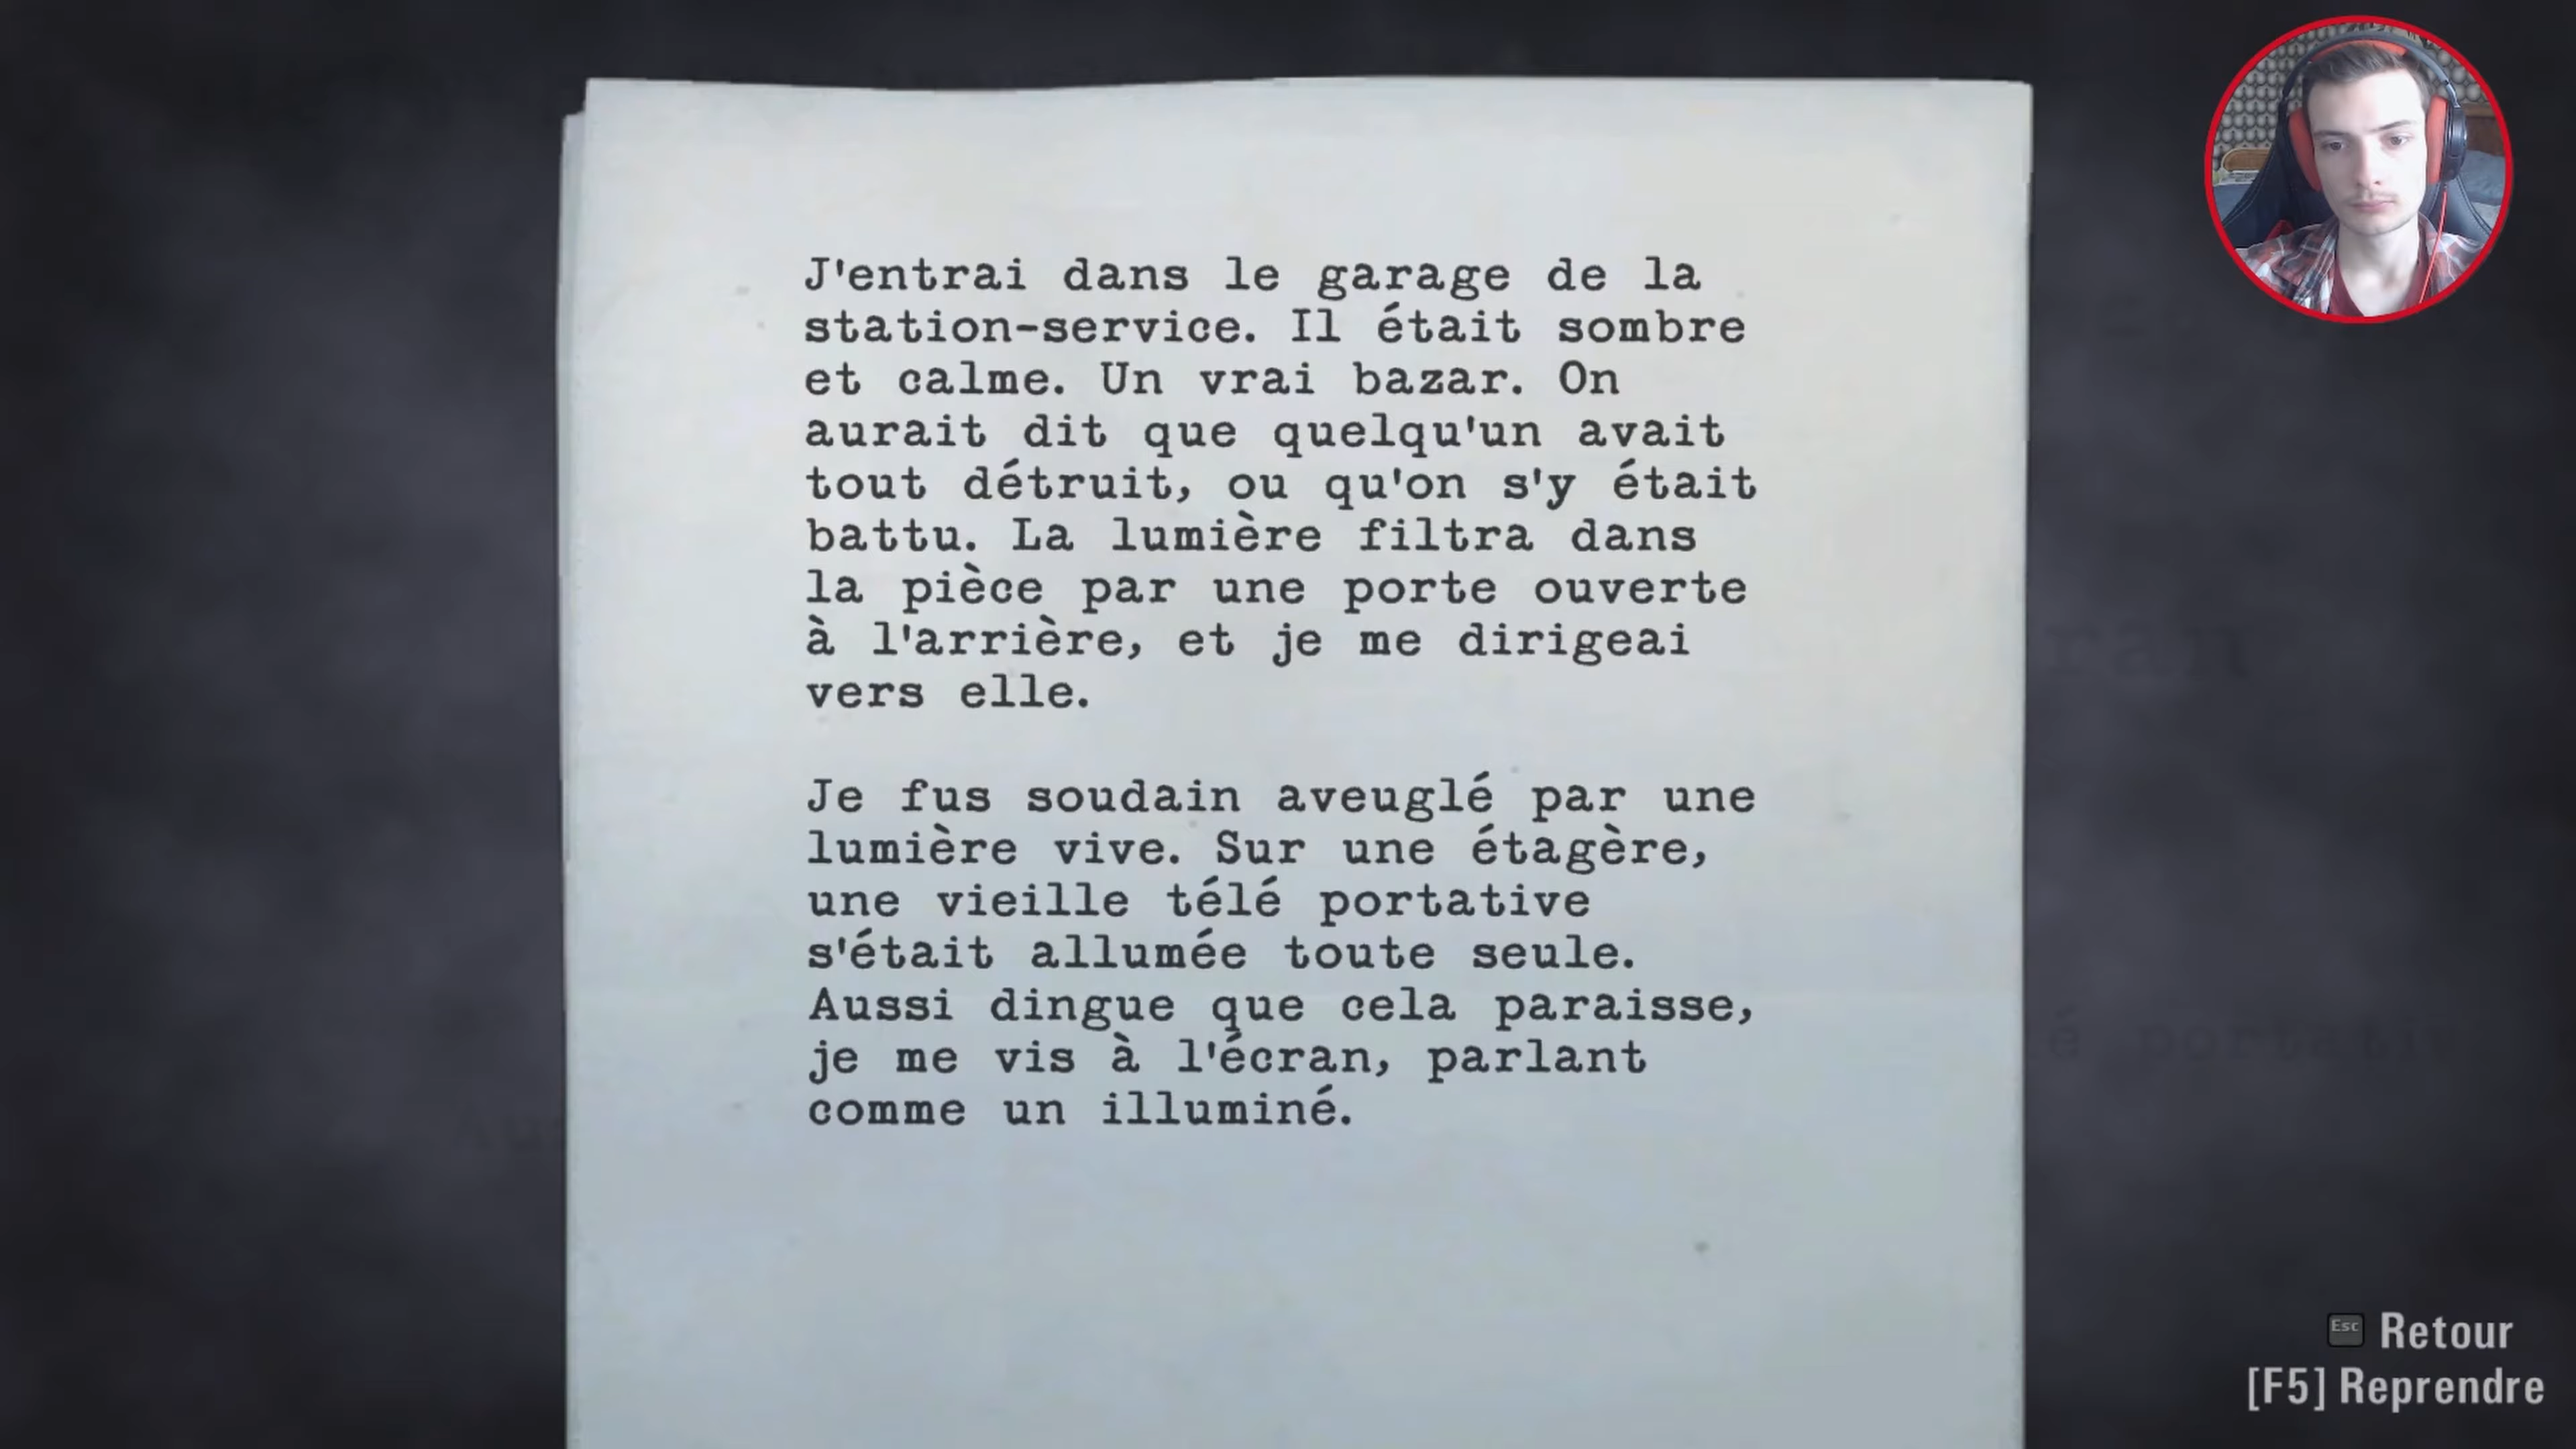 J'entrai dans le garage de la
station-service. Il était sombre
et calme. Un vrai bazar. On
aurait dit que quelqu'un avait
tout détruit, ou qu'on s'y était
battu. La lumière filtra dans
la pièce par une porte ouverte
à l'arrière, et je me dirigeai
vers elle.
Je fus soudain aveuglé par une
lumière vive. Sur une étagère,
une vieille télé portative
s'était allumée toute seule.
Aussi dingue que cela paraisse,
je me vis à l'écran, parlant
comme un illuminé.
Esc Retour
[F5] Reprendre